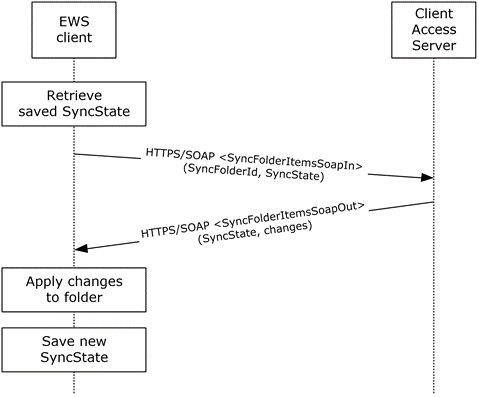 EWS
client
Client
Access
Server
Retrieve
saved SyncState
HTTPS/SOAP <SyncFolderItemsSoapIn>
(SyncFolderId, SyncState)
HTTPS/SOAP <SyncFolderItemsSoapOut>
(SyncState, changes)
Apply changes
to folder
Save new
SyncState